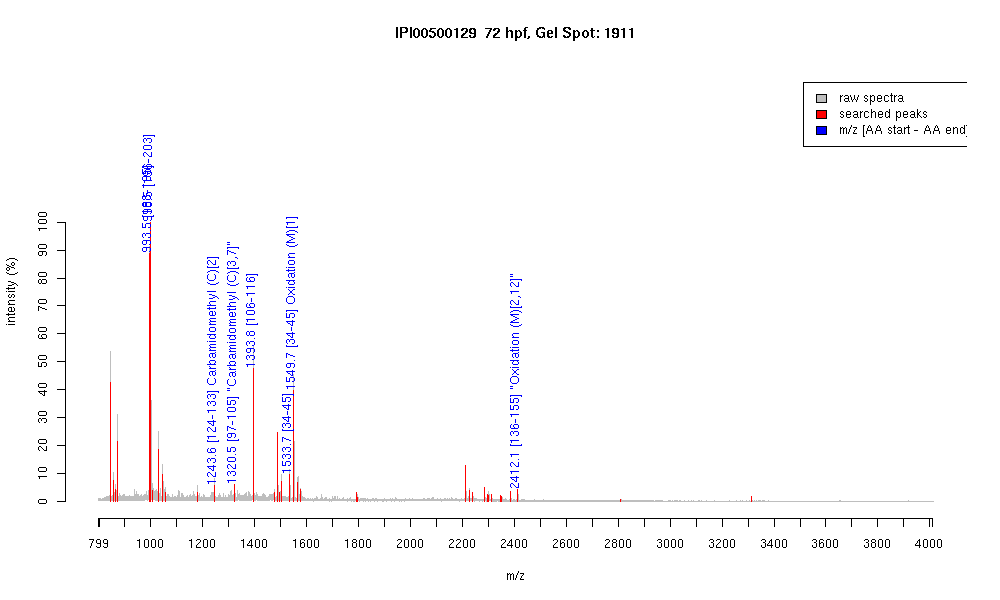 IPI00500129 72 hpf, Gel Spot: 1911
raw spectra
searched peaks
m/z [AA start - AA end]
intensity (%)
0
10
20
30
40
50
60
70
80
90
100
993.5
-203]
1243.6 [124-133] Carbamidomethyl (C)[2]
1320.5 [97-105] "Carbamidomethyl (C)[3,7]"
1393.8 [106-116]
1533.7 [34-45]
1549.7 [34-45] Oxidation (M)[1]
2412.1 [136-155] "Oxidation (M)[2,12]"
799 1000 1200 1400 1600 1800 2000 2200 2400 2600 2800 3000 3200 3400 3600 3800 4000
m/z